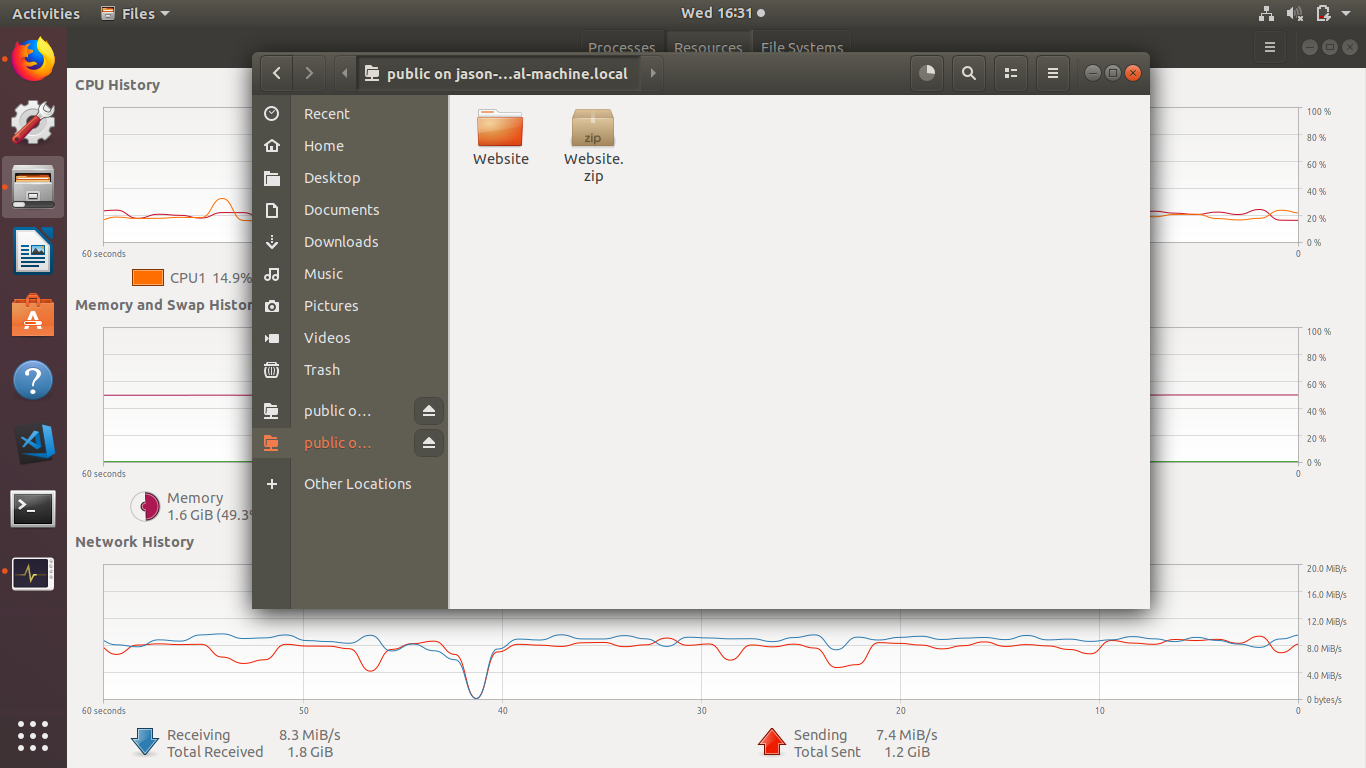 Activities
Files
Wed 16:31
Processes
Resources
File Systems
public on jason-...al-machine.local
Recent
Home
Desktop
Documents
Downloads
Music
Pictures
Videos
Trash
public o...
public o...
Other Locations
Website
Website.
zip
zip
CPU History
100 %
80 %
60 %
40 %
20 %
0 %
60 seconds
0
CPU1 14.9%
Memory and Swap Histor
100 %
80 %
60 %
40 %
20 %
0 %
60 seconds
0
Memory
1.6 GiB (49.3%
Network History
20.0 MiB/s
16.0 MiB/s
12.0 MiB/s
8.0 MiB/s
4.0 MiB/s
0 bytes/s
60 seconds
50
40
30
20
10
0
Receiving 8.3 MiB/s
Total Received 1.8 GiB
Sending 7.4 MiB/s
Total Sent 1.2 GiB